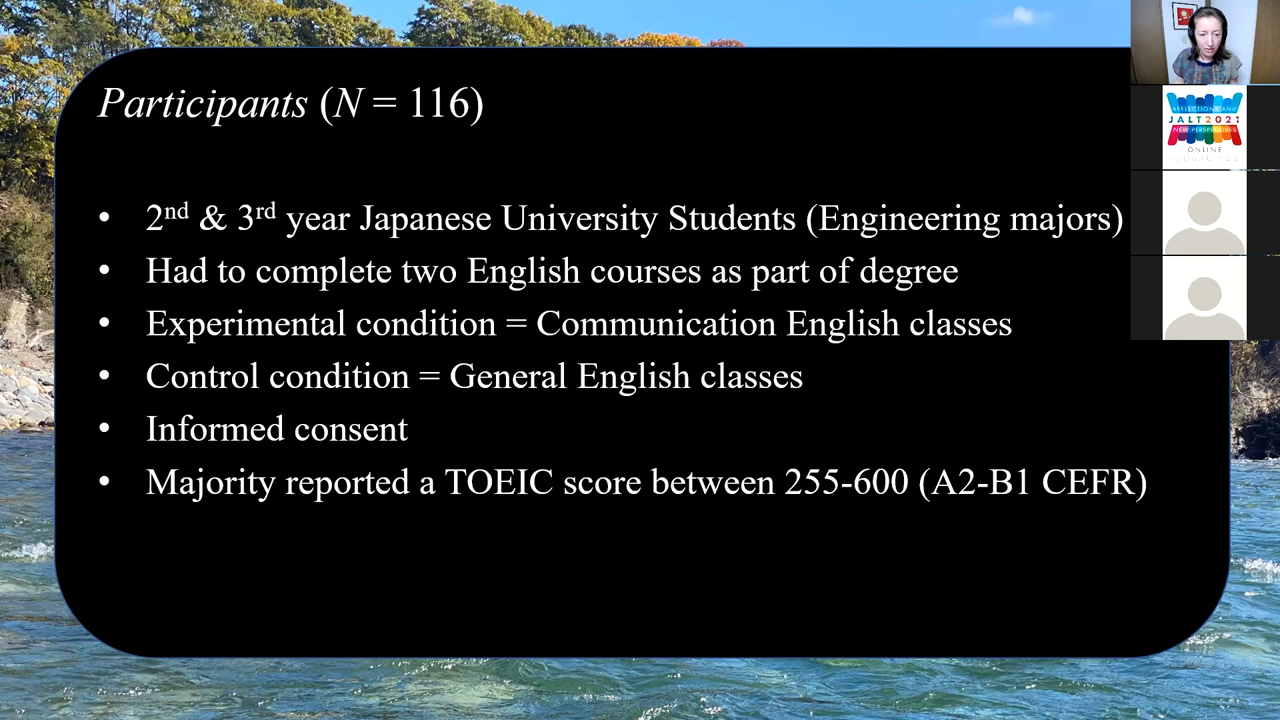 Participants (N = 116)
• 2nd & 3rd year Japanese University Students (Engineering majors)
• Had to complete two English courses as part of degree
• Experimental condition = Communication English classes
• Control condition = General English classes
• Informed consent
• Majority reported a TOEIC score between 255-600 (A2-B1 CEFR)
REFLECTIONS AND
JALT2021
NEW PERSPECTIVES
ONLINE